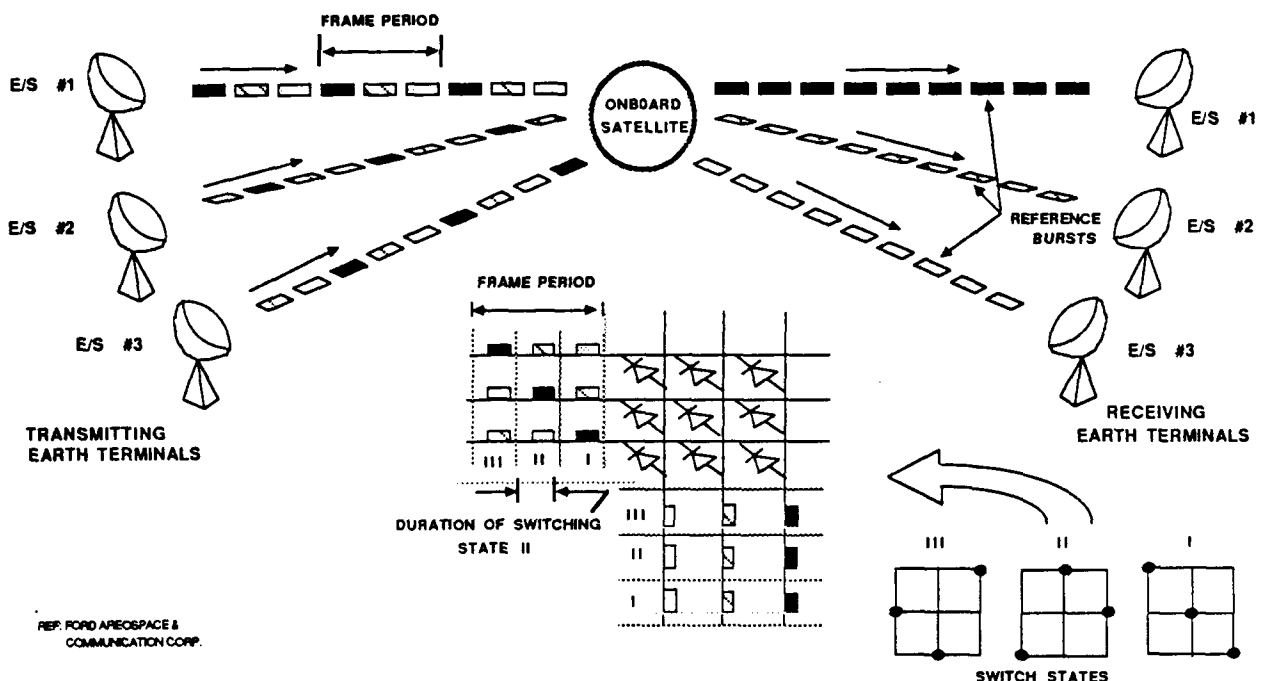 FRAME PERIOD
E/S #1
ONBOARD
SATELLITE
E/S #1
E/S #2
REFERENCE
BURSTS
E/S #2
FRAME PERIOD
E/S #3
E/S #3
TRANSMITTING
EARTH TERMINALS
RECEIVING
EARTH TERMINALS
III II I
DURATION OF SWITCHING
STATE II
III
II
I
III II I
REF: FORD AREOSPACE &
COMMUNICATION CORP.
SWITCH STATES